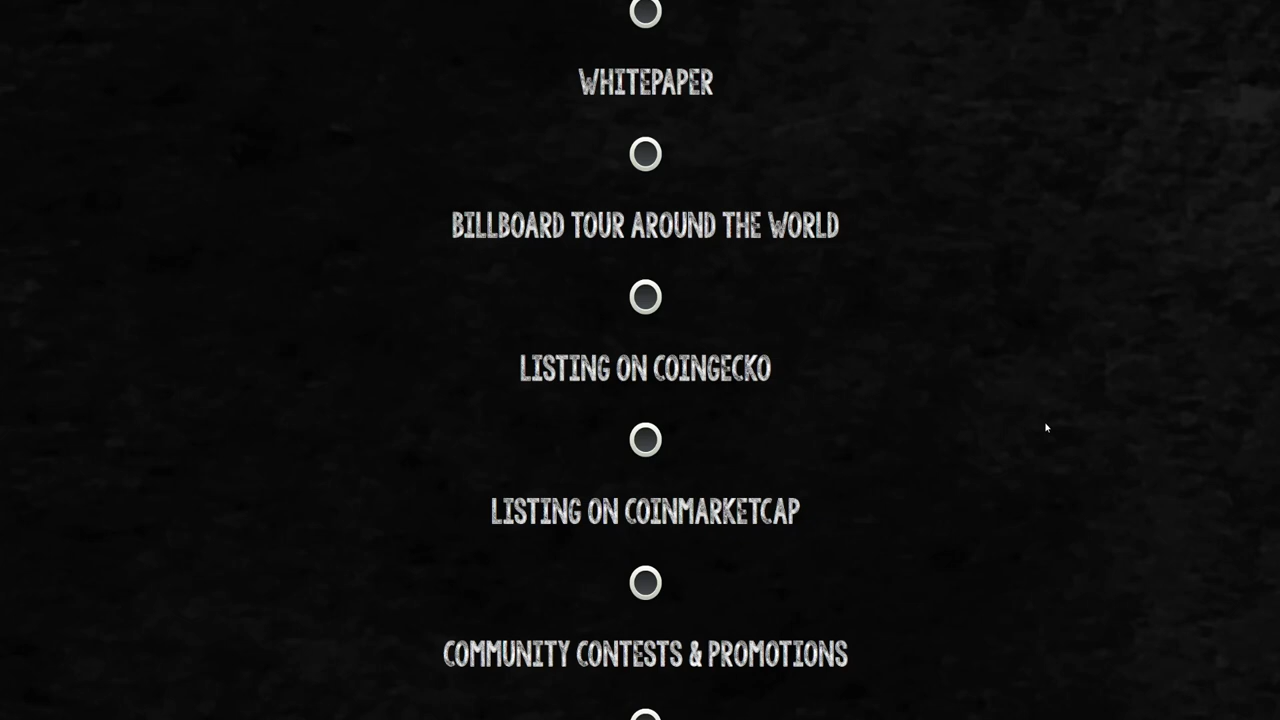 WHITEPAPER
BILLBOARD TOUR AROUND THE WORLD
LISTING ON COINGECKO
LISTING ON COINMARKETCAP
COMMUNITY CONTESTS & PROMOTIONS